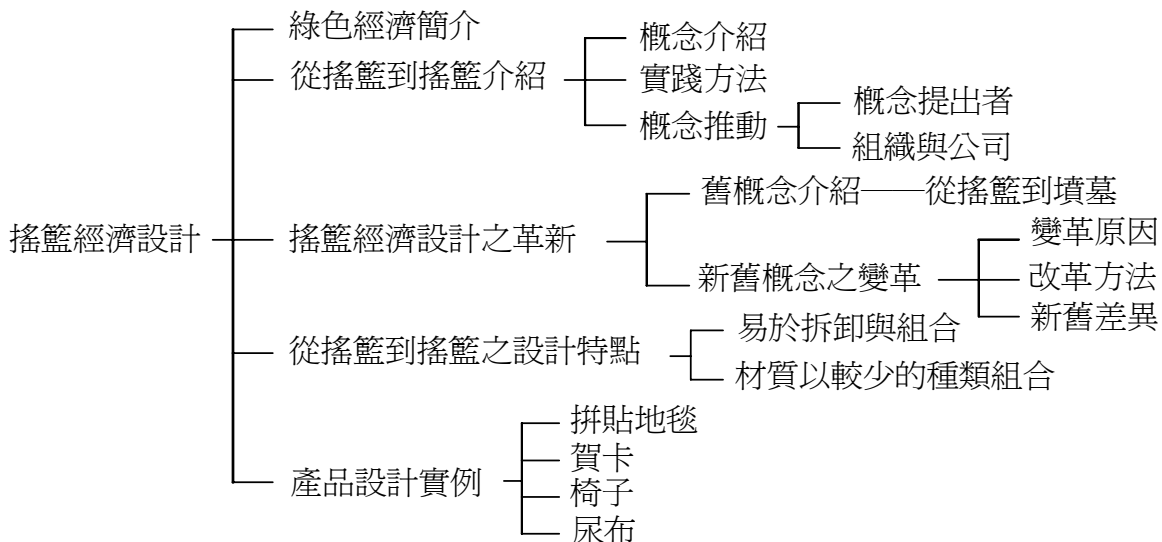 搖籃經濟設計
綠色經濟簡介
從搖籃到搖籃介紹
概念介紹
實踐方法
概念推動
概念提出者
組織與公司
搖籃經濟設計之革新
舊概念介紹——從搖籃到墳墓
新舊概念之變革
變革原因
改革方法
新舊差異
從搖籃到搖籃之設計特點
易於拆卸與組合
材質以較少的種類組合
產品設計實例
拼貼地毯
賀卡
椅子
尿布